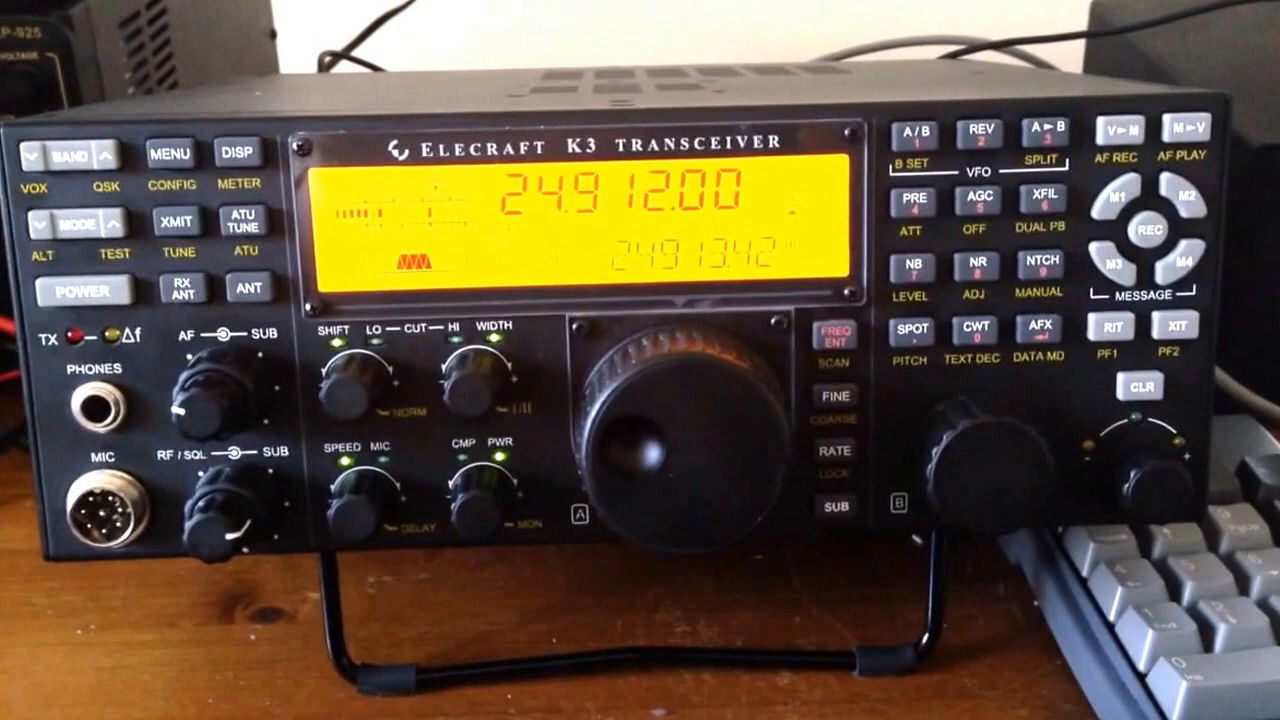 P-925
VOLTAGE
ELECRAFT K3 TRANSCEIVER
24.912.00
24.913.42
BAND MENU DISP
VOX QSK CONFIG METER
MODE XMIT ATU TUNE
ALT TEST TUNE ATU
POWER RX ANT ANT
TX Δf AF SUB
PHONES
MIC RF / SQL SUB
SHIFT LO CUT HI WIDTH
- + NORM I/II
SPEED MIC CMP PWR
- + DELAY MON
A
FREQ ENT
SCAN
FINE
COARSE
RATE
LOCK
SUB
A/B 1 REV 2 A►B 3
B SET VFO SPLIT
PRE 4 AGC 5 XFIL 6
ATT OFF DUAL PB
NB 7 NR 8 NTCH 9
LEVEL ADJ MANUAL
SPOT . CWT 0 AFX
PITCH TEXT DEC DATA MD
B
V►M M►V
AF REC AF PLAY
M1 M2
REC
M3 M4
MESSAGE
RIT XIT
PF1 PF2
CLR
- +